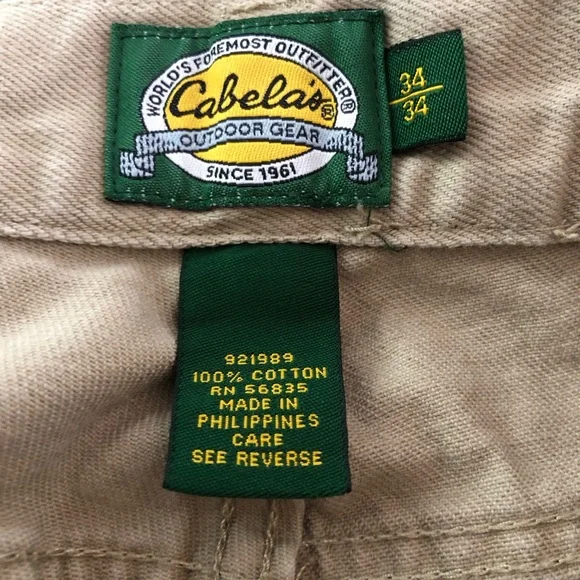 WORLD'S FOREMOST OUTFITTER®
Cabela's®
OUTDOOR GEAR
SINCE 1961
34
34
921989
100% COTTON
RN 56835
MADE IN
PHILIPPINES
CARE
SEE REVERSE